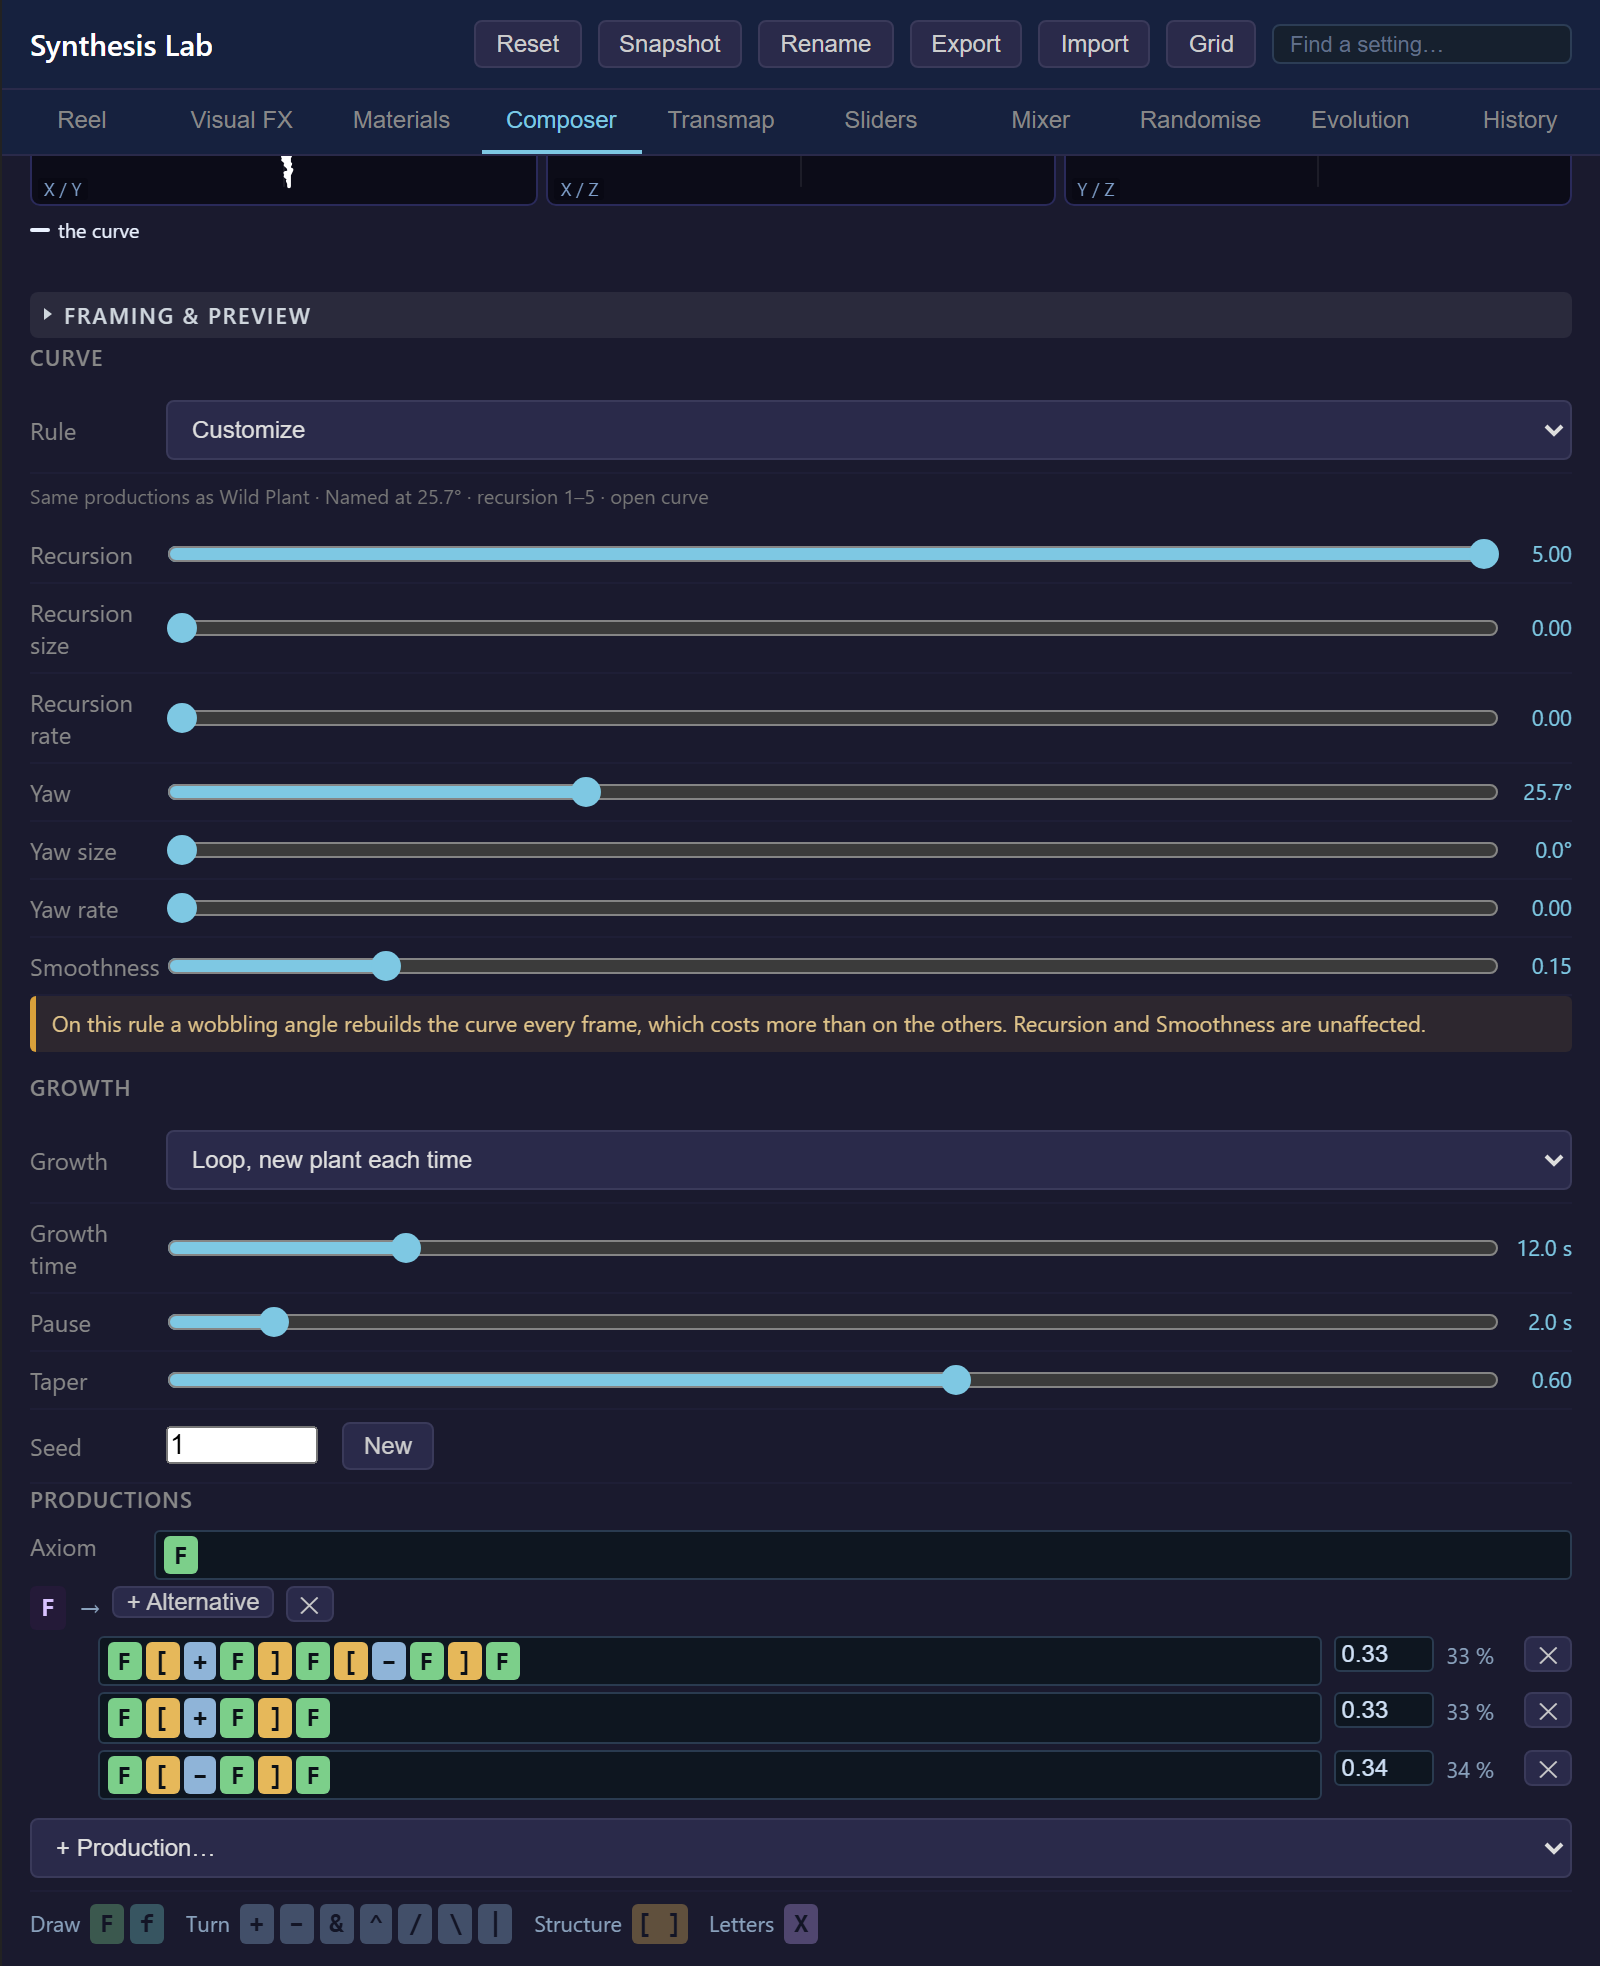 Synthesis Lab
Reset Snapshot Rename Export Import Grid Find a setting…
Reel Visual FX Materials Composer Transmap Sliders Mixer Randomise Evolution History
X / Y X / Z Y / Z
the curve
FRAMING & PREVIEW
CURVE
Rule Customize
Same productions as Wild Plant · Named at 25.7° · recursion 1–5 · open curve
Recursion 5.00
Recursion size 0.00
Recursion rate 0.00
Yaw 25.7°
Yaw size 0.0°
Yaw rate 0.00
Smoothness 0.15
On this rule a wobbling angle rebuilds the curve every frame, which costs more than on the others. Recursion and Smoothness are unaffected.
GROWTH
Growth Loop, new plant each time
Growth time 12.0 s
Pause 2.0 s
Taper 0.60
Seed 1 New
PRODUCTIONS
Axiom F
F → + Alternative ×
F [ + F ] F [ − F ] F 0.33 33 % ×
F [ + F ] F 0.33 33 % ×
F [ − F ] F 0.34 34 % ×
+ Production…
Draw F f Turn + − & ^ / \ | Structure [ ] Letters X